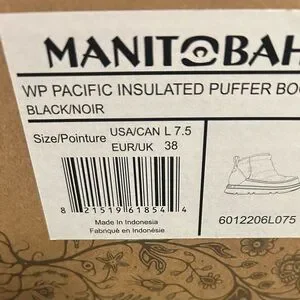 MANITOBAH
WP PACIFIC INSULATED PUFFER
BLACK/NOIR
Size/Pointure USA/CAN L 7.5
EUR/UK 38
8 21519 61854 4
6012206L075
Made In Indonesia
Fabriqué en Indonésie